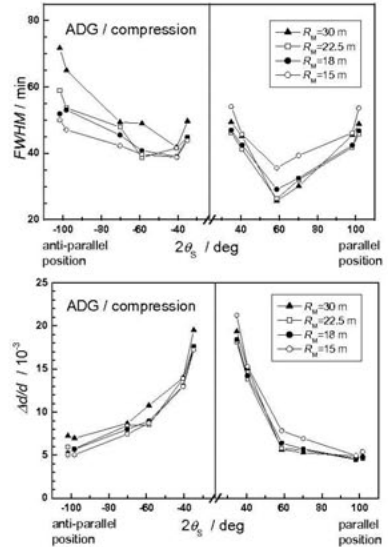 ADG / compression
R_M=30 m
R_M=22.5 m
R_M=18 m
R_M=15 m
FWHM / min
80
60
40
20
-100 -80 -60 -40 40 60 80 100
anti-parallel position
2θ_S / deg
parallel position
ADG / compression
R_M=30 m
R_M=22.5 m
R_M=18 m
R_M=15 m
Δd/d / 10⁻³
25
20
15
10
5
0
-100 -80 -60 -40 40 60 80 100
anti-parallel position
2θ_S / deg
parallel position